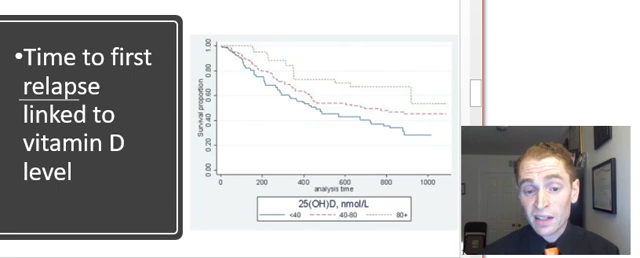 •Time to first
relapse
linked to
vitamin D
level
Survival proportion
1.00
0.80
0.60
0.40
0.20
0.00
0 200 400 600 800 1000
analysis time
25(OH)D, nmol/L
<40 40-80 80+